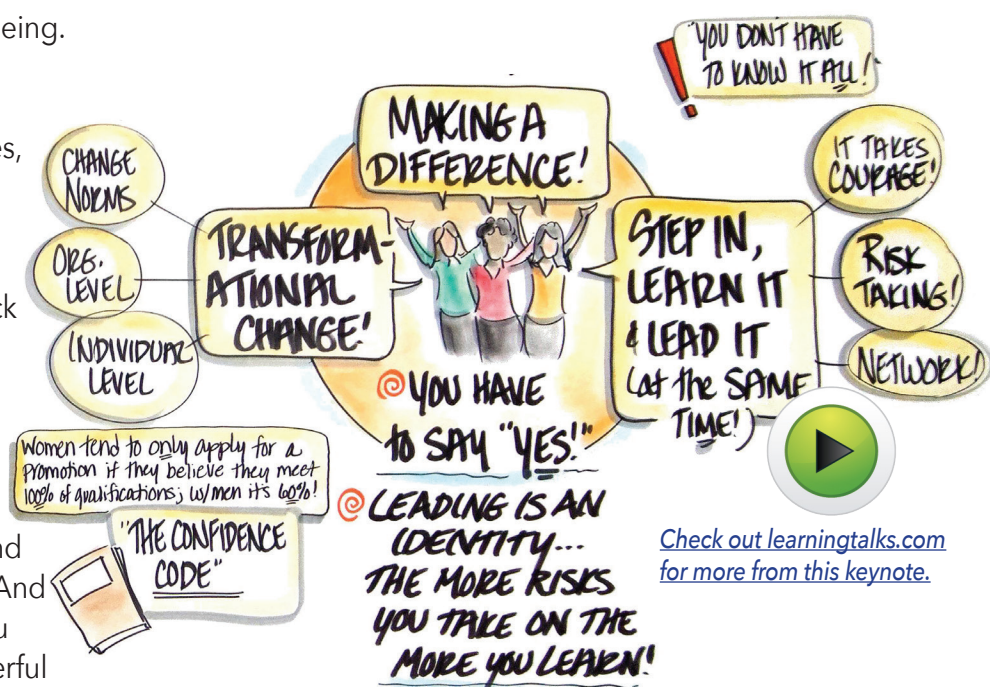 eing.
es,
ck
nd
And
u
erful
"YOU DON'T HAVE
TO KNOW IT ALL!"
MAKING A
DIFFERENCE!
CHANGE
NORMS
ORG.
LEVEL
INDIVIDUAL
LEVEL
TRANSFORM-
ATIONAL
CHANGE!
STEP IN,
LEARN IT
& LEAD IT
(at the SAME
TIME!)
IT TAKES
COURAGE!
RISK
TAKING!
NETWORK!
YOU HAVE
to SAY "YES!"
LEADING IS AN
IDENTITY...
THE MORE RISKS
YOU TAKE ON THE
MORE YOU LEARN!
Women tend to only apply for a
promotion if they believe they meet
100% of qualifications; w/men it's 60%!
"THE CONFIDENCE
CODE"
Check out learningtalks.com
for more from this keynote.